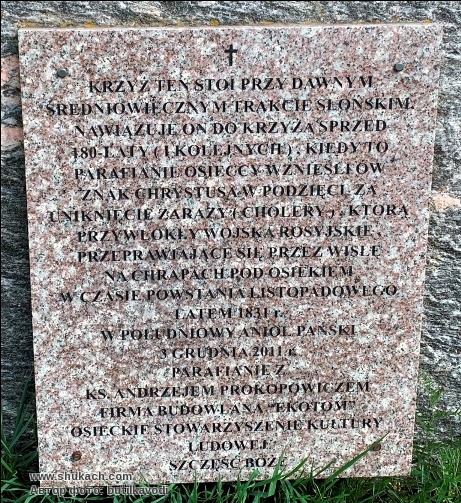 KRZYŻ TEN STOI PRZY DAWNYM
ŚREDNIOWIECZNYM TRAKCIE SŁOŃSKIM.
NAWIĄZUJE ON DO KRZYŻA SPRZED
180-LATY ( I KOLEJNYCH ) , KIEDY TO
PARAFIANIE OSIECCY WZNIEŚLI ÓW
"ZNAK CHRYSTUSA W PODZIĘCE ZA
UNIKNIĘCIE ZARAZY ( CHOLERY ) , KTÓRĄ
PRZYWLOKŁY WOJSKA ROSYJSKIE,
PRZEPRAWIAJĄCE SIĘ PRZEZ WISŁĘ
NA CHRAPACH POD OSIEKIEM
W CZASIE POWSTANIA LISTOPADOWEGO
LATEM 1831 r.
W POŁUDNIOWY ANIOŁ PAŃSKI
3 GRUDNIA 2011 r.
PARAFIANIE Z
KS. ANDRZEJEM PROKOPOWICZEM
FIRMA BUDOWLANA "EKOTOM"
OSIECKIE STOWARZYSZENIE KULTURY
LUDOWEJ
SZCZĘŚĆ BOŻE
www.shukach.com
Автор фото: butilkavodi